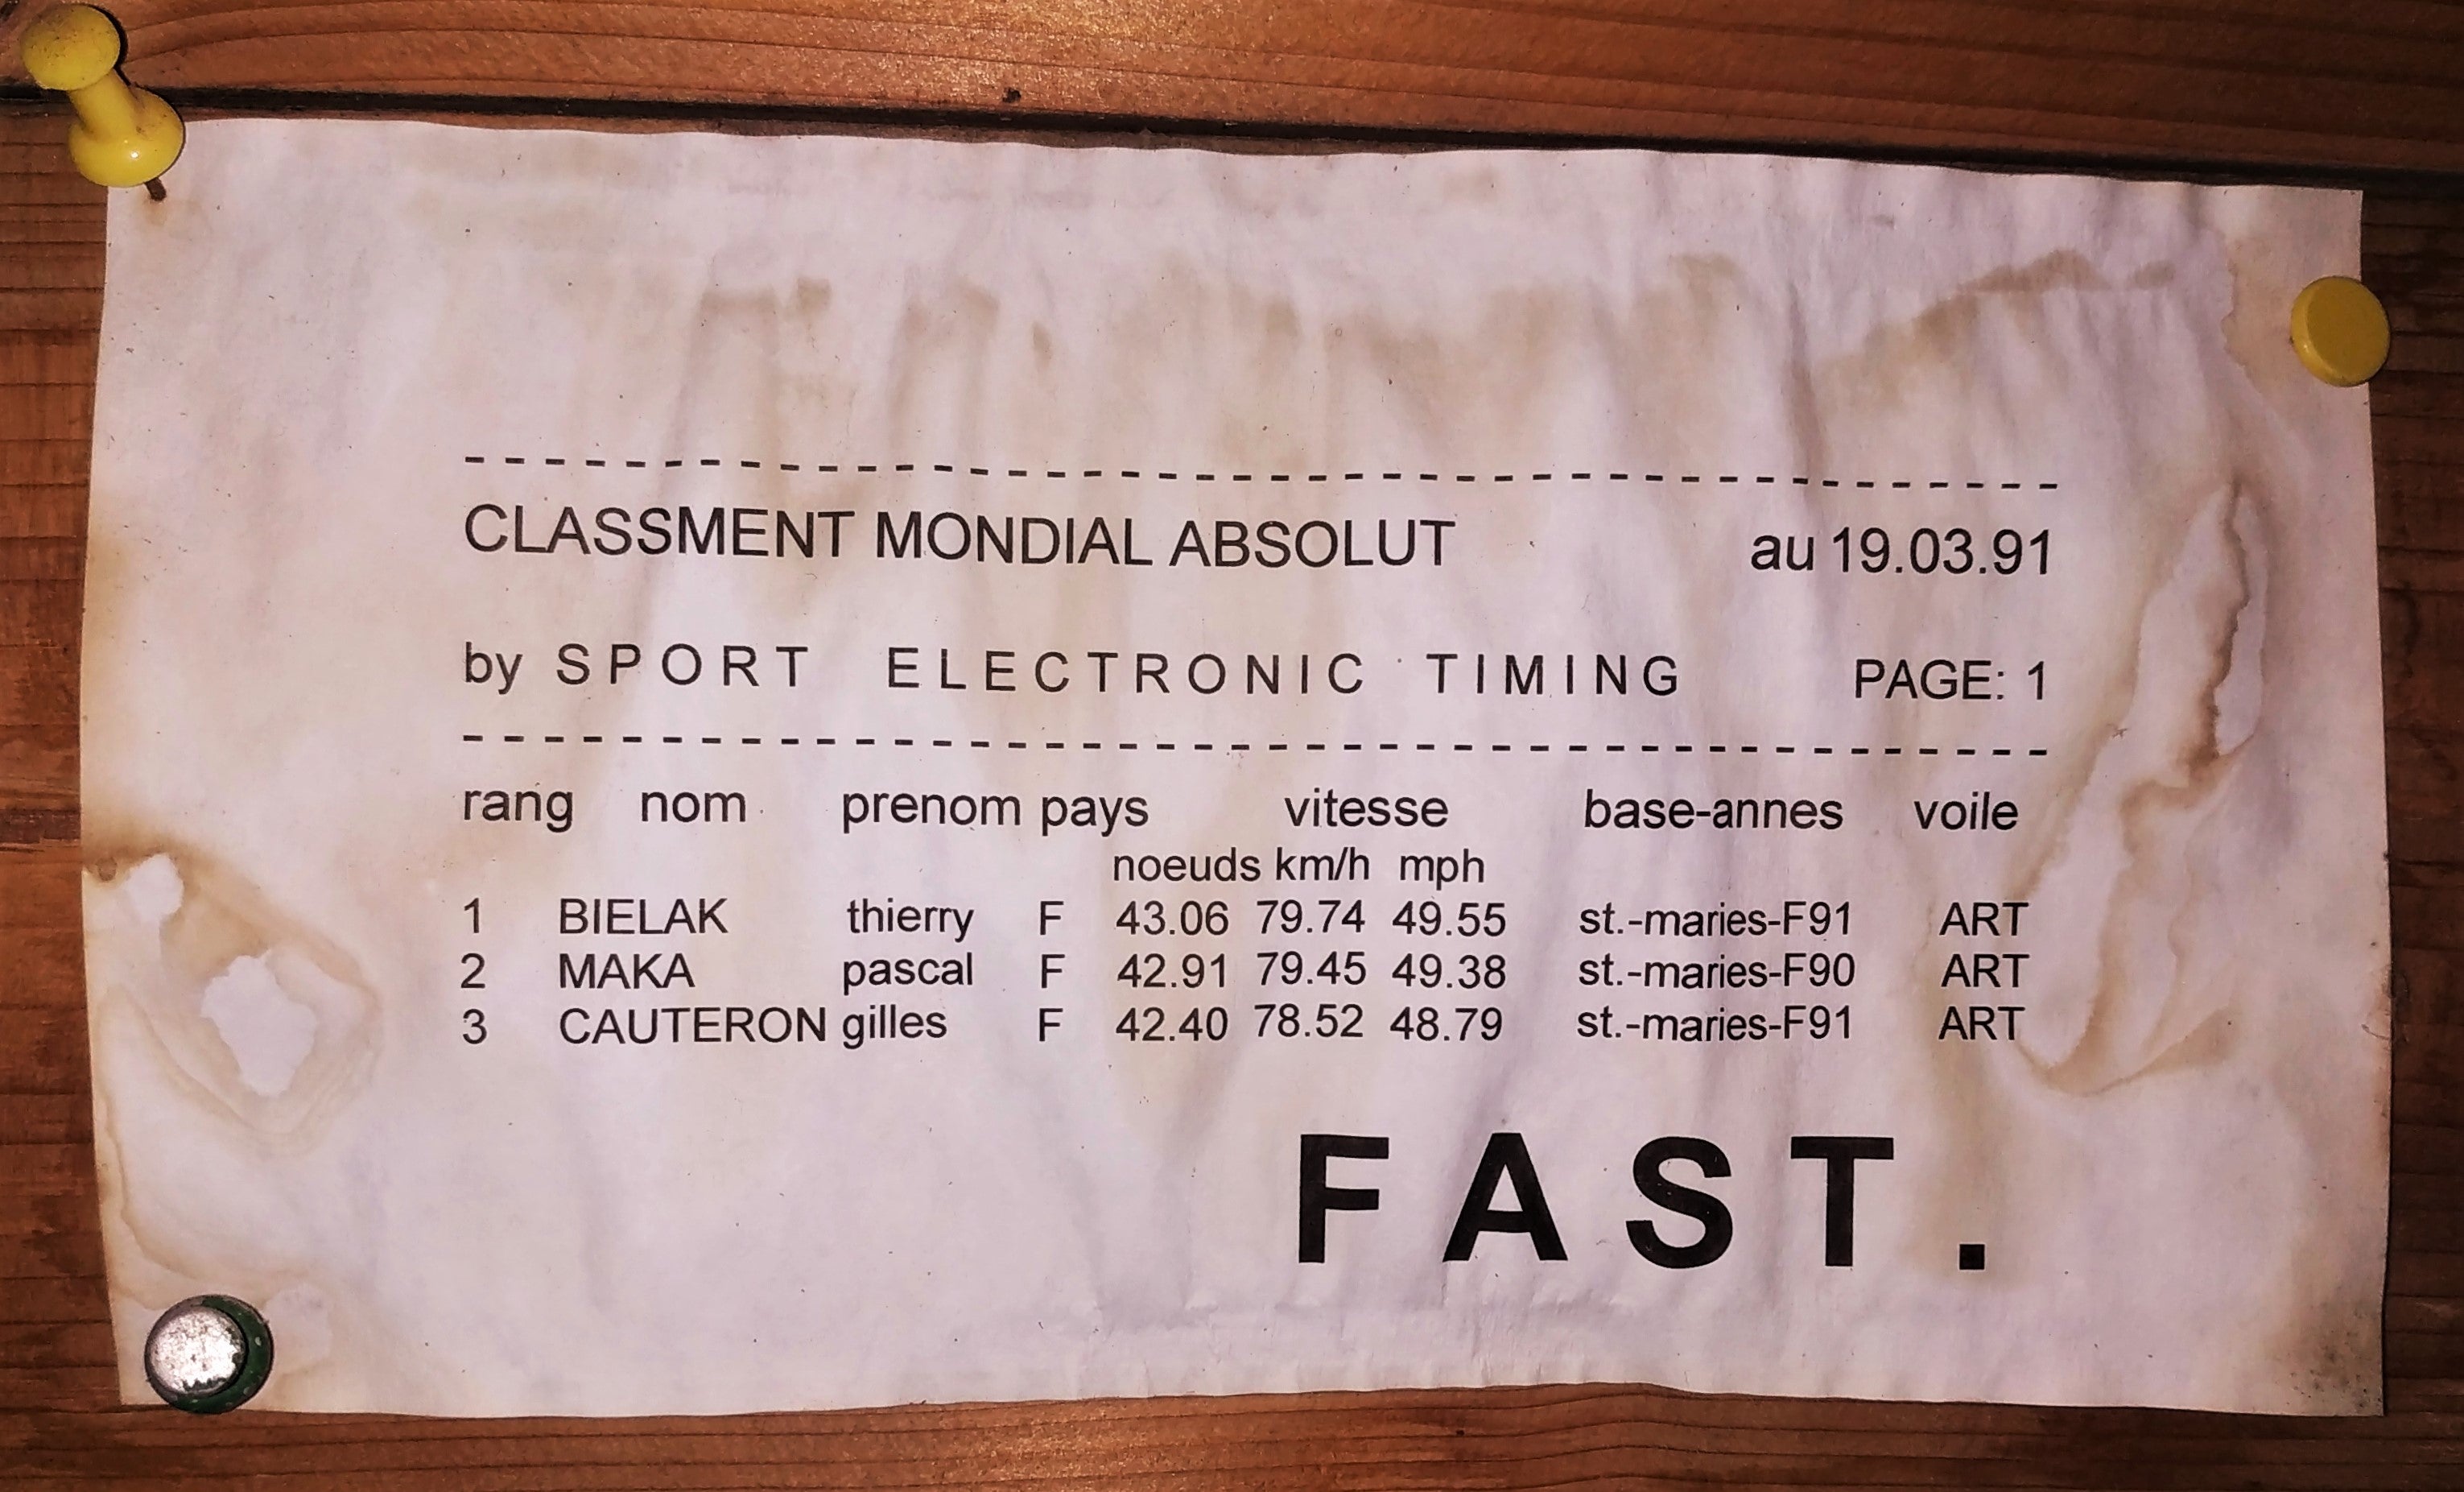 - - - - - - - - - - - - - - - - - - - - - - - - - - - - - - - - - - - - - - - - -
CLASSMENT MONDIAL ABSOLUT au 19.03.91
by SPORT ELECTRONIC TIMING PAGE: 1
- - - - - - - - - - - - - - - - - - - - - - - - - - - - - - - - - - - - - - - -
rang nom prenom pays vitesse base-annes voile
noeuds km/h mph
1 BIELAK thierry F 43.06 79.74 49.55 st.-maries-F91 ART
2 MAKA pascal F 42.91 79.45 49.38 st.-maries-F90 ART
3 CAUTERON gilles F 42.40 78.52 48.79 st.-maries-F91 ART
FAST.